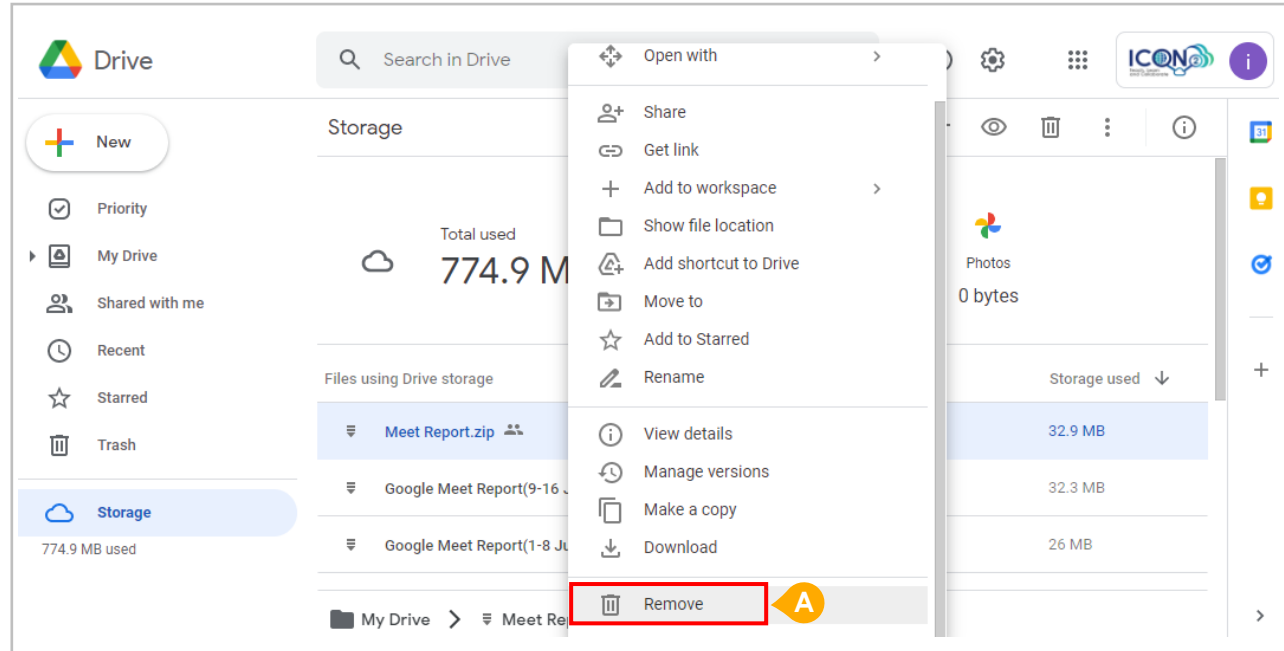 Drive
Search in Drive
ICON2
i
New
Priority
My Drive
Shared with me
Recent
Starred
Trash
Storage
774.9 MB used
Storage
Total used
774.9 M
Photos
0 bytes
Files using Drive storage
Storage used
Meet Report.zip
32.9 MB
Google Meet Report(9-16 J
32.3 MB
Google Meet Report(1-8 Ju
26 MB
My Drive
Meet Rep
Open with
Share
Get link
Add to workspace
Show file location
Add shortcut to Drive
Move to
Add to Starred
Rename
View details
Manage versions
Make a copy
Download
Remove
A
31